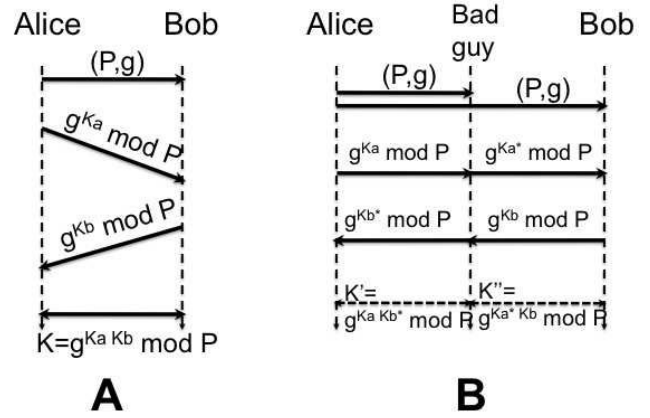 Alice Bob
(P,g)
g^Ka mod P
g^Kb mod P
K=g^Ka Kb mod P
A
Alice Bad guy Bob
(P,g) (P,g)
g^Ka mod P g^Ka* mod P
g^Kb* mod P g^Kb mod P
K'= K''=
g^Ka Kb* mod P g^Ka* Kb mod P
B